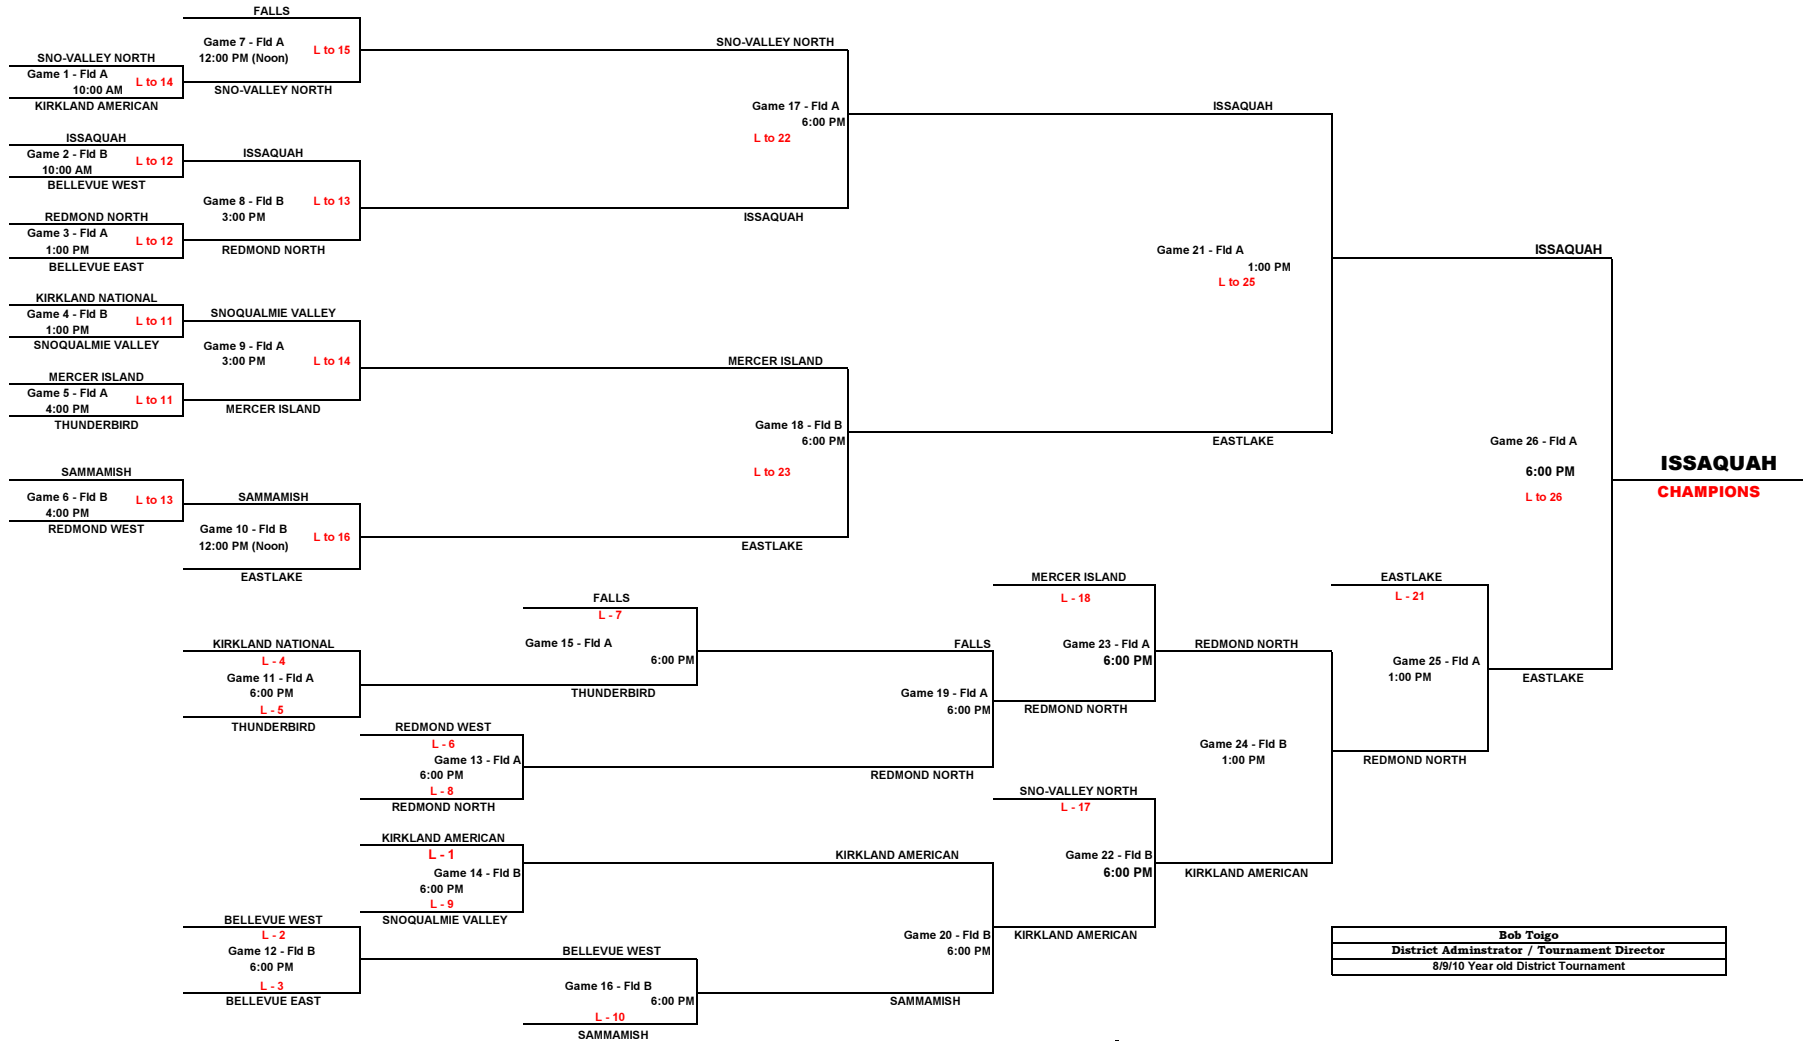 FALLS
Game 7 - Fld A
12:00 PM (Noon)
L to 15
SNO-VALLEY NORTH
SNO-VALLEY NORTH
Game 1 - Fld A
10:00 AM
L to 14
KIRKLAND AMERICAN
SNO-VALLEY NORTH
Game 17 - Fld A
6:00 PM
L to 22
ISSAQUAH
ISSAQUAH
Game 2 - Fld B
10:00 AM
L to 12
BELLEVUE WEST
ISSAQUAH
Game 8 - Fld B
3:00 PM
L to 13
ISSAQUAH
REDMOND NORTH
Game 3 - Fld A
1:00 PM
L to 12
BELLEVUE EAST
REDMOND NORTH
Game 21 - Fld A
1:00 PM
L to 25
ISSAQUAH
KIRKLAND NATIONAL
Game 4 - Fld B
1:00 PM
L to 11
SNOQUALMIE VALLEY
SNOQUALMIE VALLEY
Game 9 - Fld A
3:00 PM
L to 14
MERCER ISLAND
MERCER ISLAND
Game 5 - Fld A
4:00 PM
L to 11
THUNDERBIRD
MERCER ISLAND
Game 18 - Fld B
6:00 PM
L to 23
EASTLAKE
Game 26 - Fld A
6:00 PM
L to 26
ISSAQUAH
CHAMPIONS
SAMMAMISH
Game 6 - Fld B
4:00 PM
L to 13
REDMOND WEST
SAMMAMISH
Game 10 - Fld B
12:00 PM (Noon)
L to 16
EASTLAKE
EASTLAKE
FALLS
L - 7
Game 15 - Fld A
6:00 PM
THUNDERBIRD
KIRKLAND NATIONAL
L - 4
Game 11 - Fld A
6:00 PM
L - 5
THUNDERBIRD
REDMOND WEST
L - 6
Game 13 - Fld A
6:00 PM
L - 8
REDMOND NORTH
FALLS
Game 19 - Fld A
6:00 PM
REDMOND NORTH
MERCER ISLAND
L - 18
Game 23 - Fld A
6:00 PM
REDMOND NORTH
REDMOND NORTH
Game 24 - Fld B
1:00 PM
EASTLAKE
L - 21
Game 25 - Fld A
1:00 PM
REDMOND NORTH
EASTLAKE
SNO-VALLEY NORTH
L - 17
Game 22 - Fld B
6:00 PM
KIRKLAND AMERICAN
KIRKLAND AMERICAN
KIRKLAND AMERICAN
L - 1
Game 14 - Fld B
6:00 PM
L - 9
SNOQUALMIE VALLEY
KIRKLAND AMERICAN
Game 20 - Fld B
6:00 PM
SAMMAMISH
BELLEVUE WEST
L - 2
Game 12 - Fld B
6:00 PM
L - 3
BELLEVUE EAST
BELLEVUE WEST
Game 16 - Fld B
6:00 PM
L - 10
SAMMAMISH
Bob Toigo
District Adminstrator / Tournament Director
8/9/10 Year old District Tournament